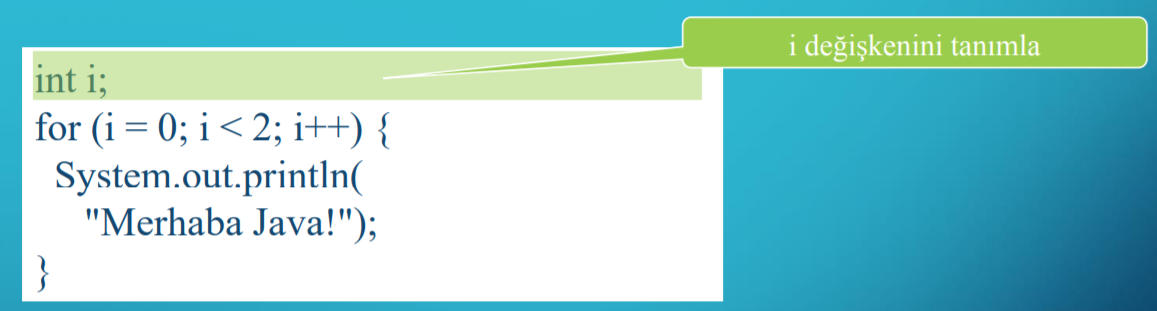 i değişkenini tanımla
int i;
for (i = 0; i < 2; i++) {
System.out.println(
"Merhaba Java!");
}